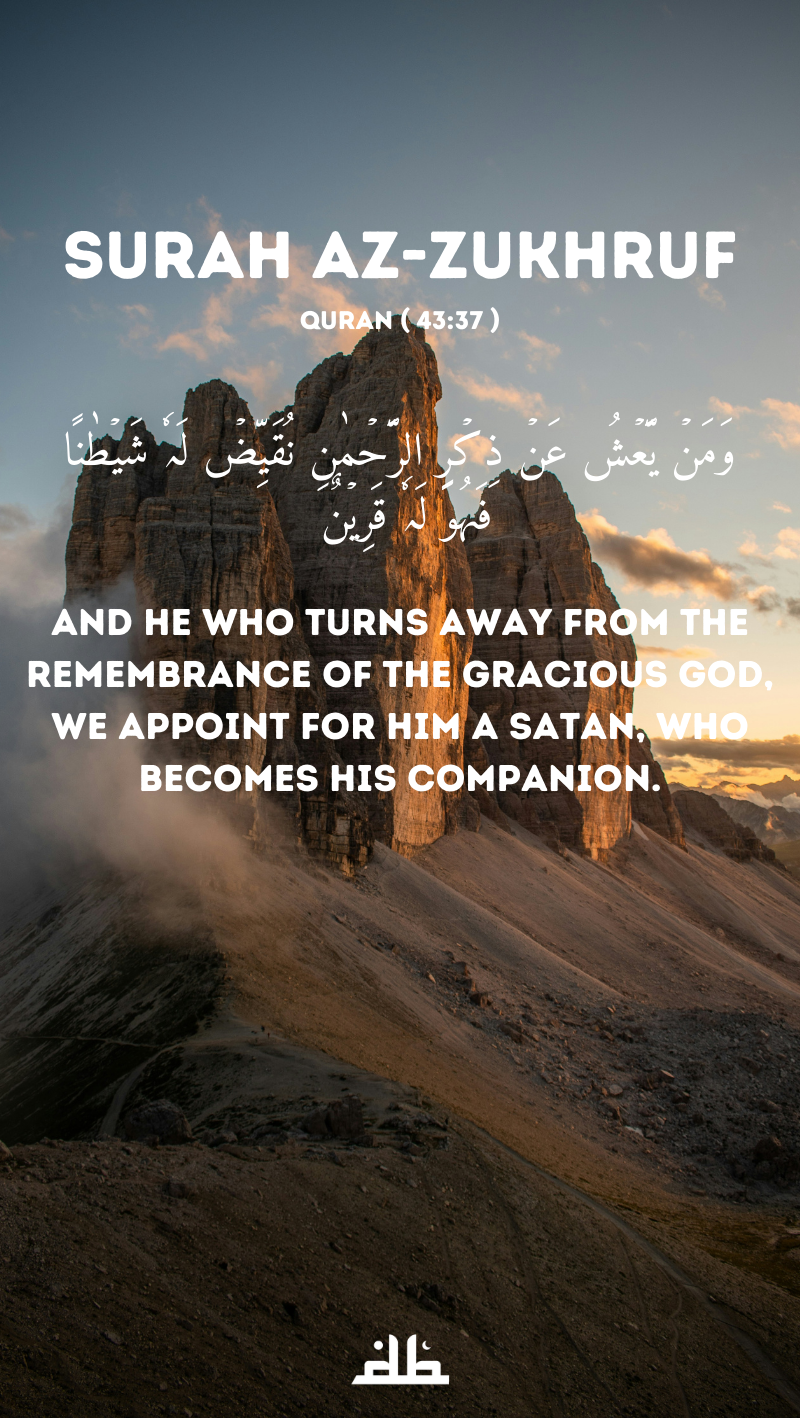 SURAH AZ-ZUKHRUF
QURAN ( 43:37 )
وَمَنۡ یَّعۡشُ عَنۡ ذِکۡرِ الرَّحۡمٰنِ نُقَیِّضۡ لَہٗ شَیۡطٰنًا
فَہُوَ لَہٗ قَرِیۡنٌ
AND HE WHO TURNS AWAY FROM THE
REMEMBRANCE OF THE GRACIOUS GOD,
WE APPOINT FOR HIM A SATAN, WHO
BECOMES HIS COMPANION.